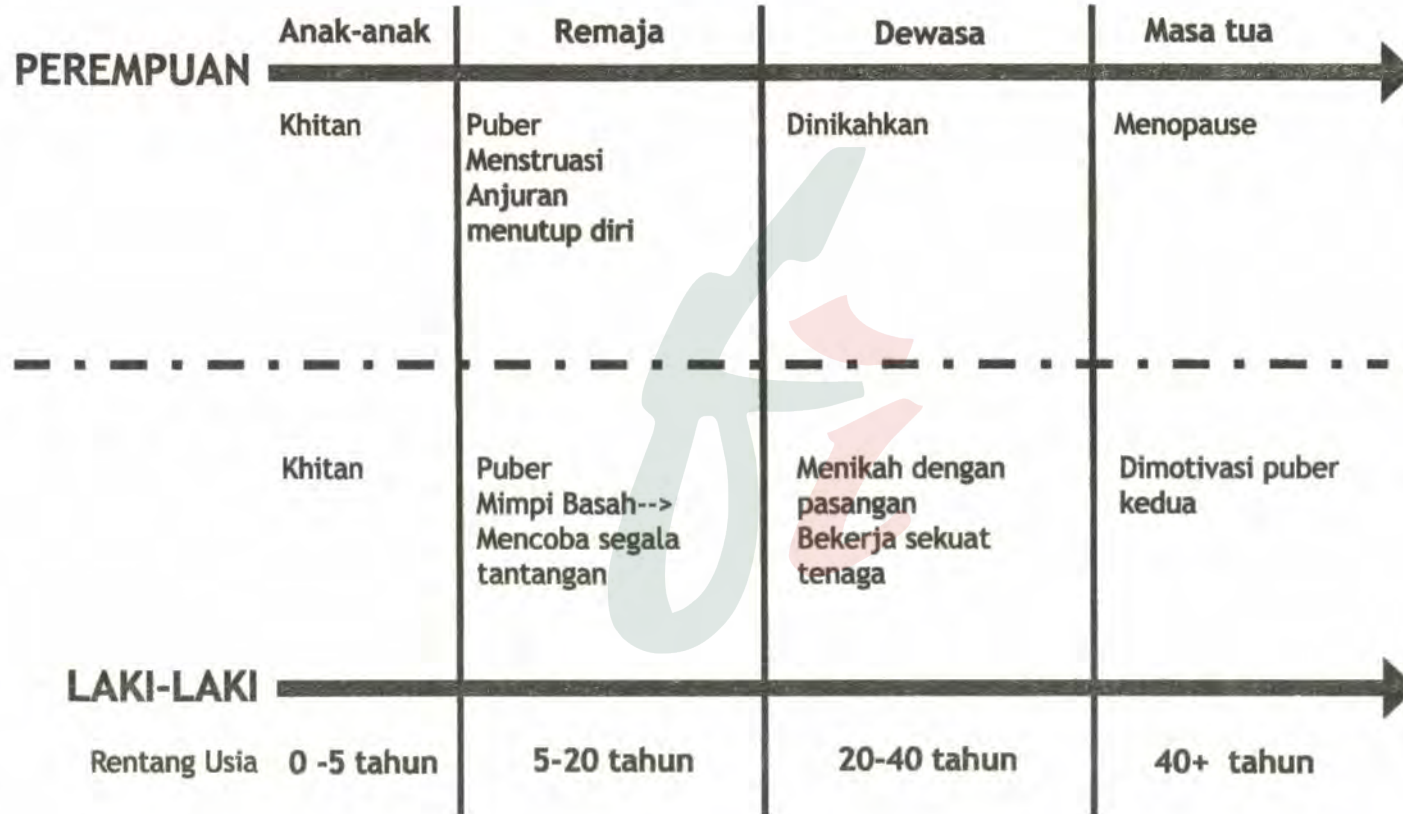 Anak-anak Remaja Dewasa Masa tua
PEREMPUAN
Khitan
Puber
Menstruasi
Anjuran
menutup diri
Dinikahkan
Menopause
Khitan
Puber
Mimpi Basah-->
Mencoba segala
tantangan
Menikah dengan
pasangan
Bekerja sekuat
tenaga
Dimotivasi puber
kedua
LAKI-LAKI
Rentang Usia 0 -5 tahun 5-20 tahun 20-40 tahun 40+ tahun